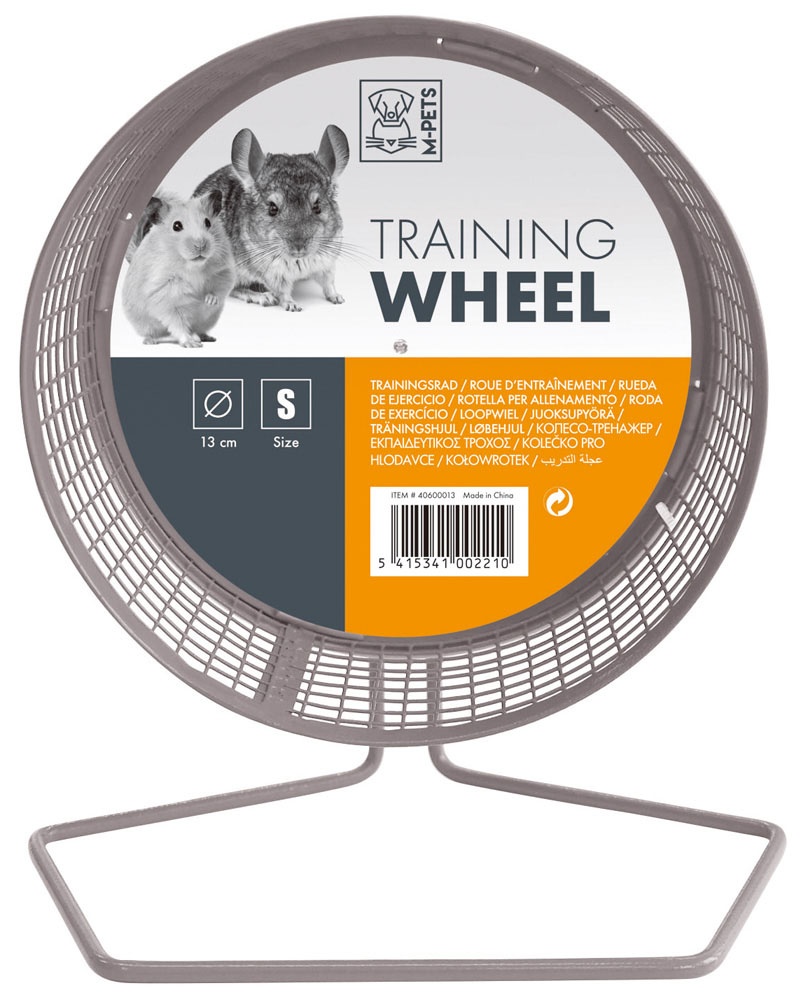 M-PETS
TRAINING
WHEEL
13 cm
S
Size
TRAININGSRAD / ROUE D'ENTRAÎNEMENT / RUEDA
DE EJERCICIO / ROTELLA PER ALLENAMENTO / RODA
DE EXERCÍCIO / LOOPWIEL / JUOKSUPYÖRÄ /
TRÄNINGSHJUL / LØBEHJUL / КОЛЕСО-ТРЕНАЖЕР /
ΕΚΠΑΙΔΕΥΤΙΚΟΣ ΤΡΟΧΟΣ / KOLEČKO PRO
HLODAVCE / KOŁOWROTEK / عجلة التدريب
ITEM # 40600013 Made in China
5 415341 002210